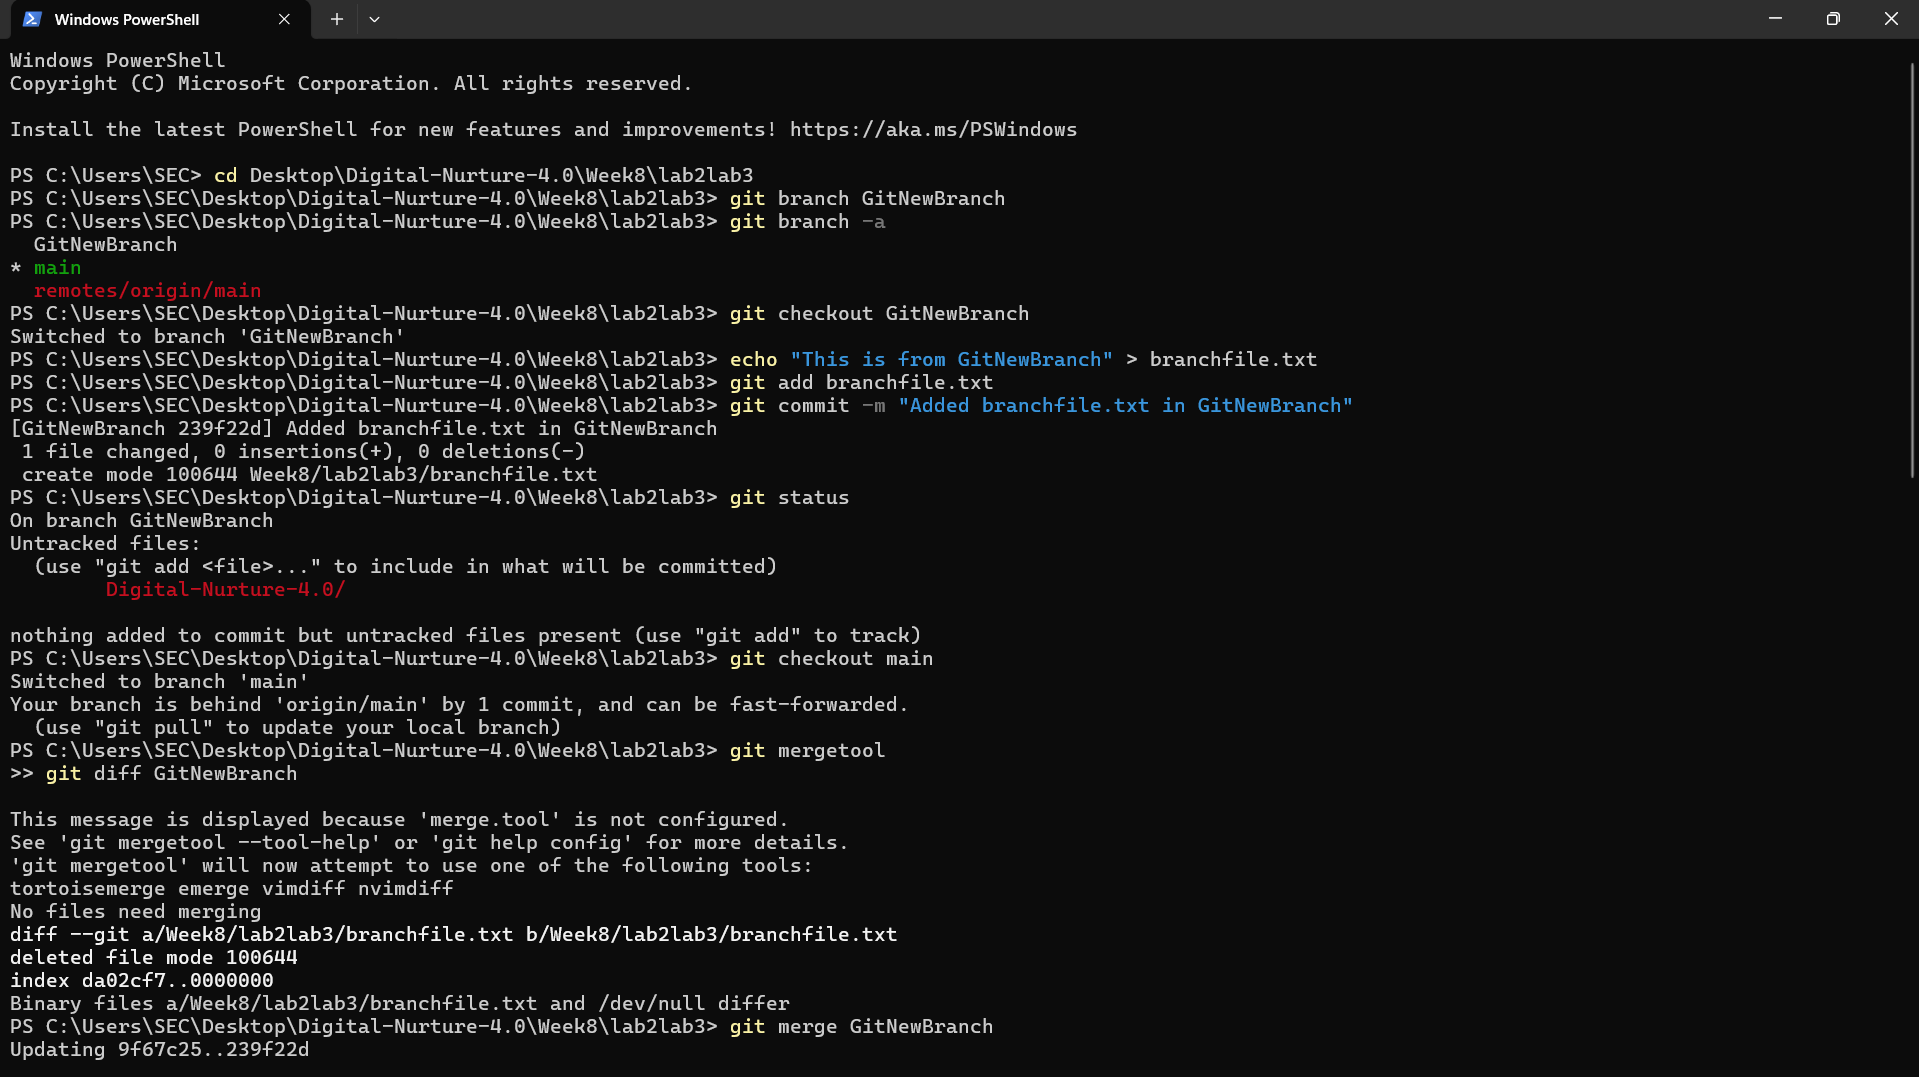 Windows PowerShell
Windows PowerShell
Copyright (C) Microsoft Corporation. All rights reserved.
Install the latest PowerShell for new features and improvements! https://aka.ms/PSWindows
PS C:\Users\SEC> cd Desktop\Digital-Nurture-4.0\Week8\lab2lab3
PS C:\Users\SEC\Desktop\Digital-Nurture-4.0\Week8\lab2lab3> git branch GitNewBranch
PS C:\Users\SEC\Desktop\Digital-Nurture-4.0\Week8\lab2lab3> git branch -a
  GitNewBranch
* main
  remotes/origin/main
PS C:\Users\SEC\Desktop\Digital-Nurture-4.0\Week8\lab2lab3> git checkout GitNewBranch
Switched to branch 'GitNewBranch'
PS C:\Users\SEC\Desktop\Digital-Nurture-4.0\Week8\lab2lab3> echo "This is from GitNewBranch" > branchfile.txt
PS C:\Users\SEC\Desktop\Digital-Nurture-4.0\Week8\lab2lab3> git add branchfile.txt
PS C:\Users\SEC\Desktop\Digital-Nurture-4.0\Week8\lab2lab3> git commit -m "Added branchfile.txt in GitNewBranch"
[GitNewBranch 239f22d] Added branchfile.txt in GitNewBranch
 1 file changed, 0 insertions(+), 0 deletions(-)
 create mode 100644 Week8/lab2lab3/branchfile.txt
PS C:\Users\SEC\Desktop\Digital-Nurture-4.0\Week8\lab2lab3> git status
On branch GitNewBranch
Untracked files:
  (use "git add <file>..." to include in what will be committed)
        Digital-Nurture-4.0/
nothing added to commit but untracked files present (use "git add" to track)
PS C:\Users\SEC\Desktop\Digital-Nurture-4.0\Week8\lab2lab3> git checkout main
Switched to branch 'main'
Your branch is behind 'origin/main' by 1 commit, and can be fast-forwarded.
  (use "git pull" to update your local branch)
PS C:\Users\SEC\Desktop\Digital-Nurture-4.0\Week8\lab2lab3> git mergetool
>> git diff GitNewBranch
This message is displayed because 'merge.tool' is not configured.
See 'git mergetool --tool-help' or 'git help config' for more details.
'git mergetool' will now attempt to use one of the following tools:
tortoisemerge emerge vimdiff nvimdiff
No files need merging
diff --git a/Week8/lab2lab3/branchfile.txt b/Week8/lab2lab3/branchfile.txt
deleted file mode 100644
index da02cf7..0000000
Binary files a/Week8/lab2lab3/branchfile.txt and /dev/null differ
PS C:\Users\SEC\Desktop\Digital-Nurture-4.0\Week8\lab2lab3> git merge GitNewBranch
Updating 9f67c25..239f22d